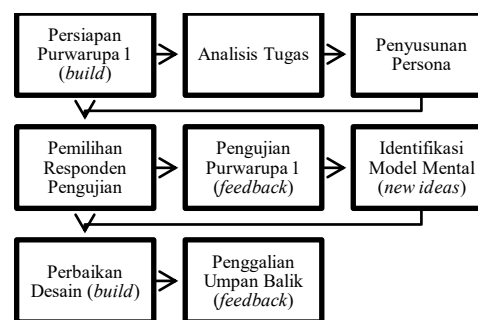 Persiapan
Purwarupa 1
(build)
Analisis Tugas
Penyusunan
Persona
Pemilihan
Responden
Pengujian
Pengujian
Purwarupa 1
(feedback)
Identifikasi
Model Mental
(new ideas)
Perbaikan
Desain (build)
Penggalian
Umpan Balik
(feedback)